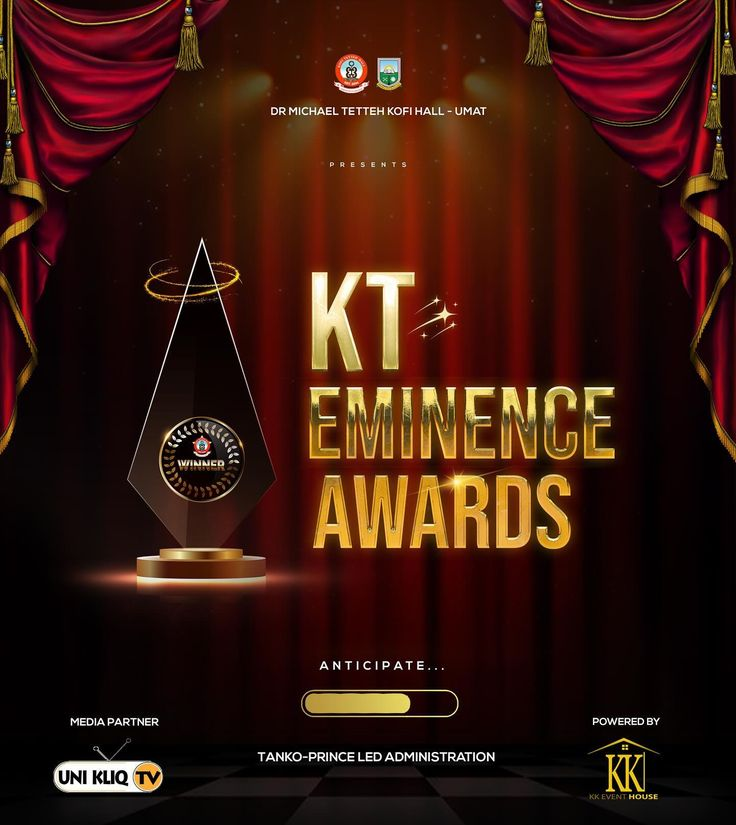 DR MICHAEL TETTEH KOFI HALL - UMAT
PRESENTS
KT
EMINENCE
AWARDS
WINNER
ANTICIPATE...
MEDIA PARTNER
UNI KLIQ TV
TANKO-PRINCE LED ADMINISTRATION
POWERED BY
KK
KK EVENT HOUSE